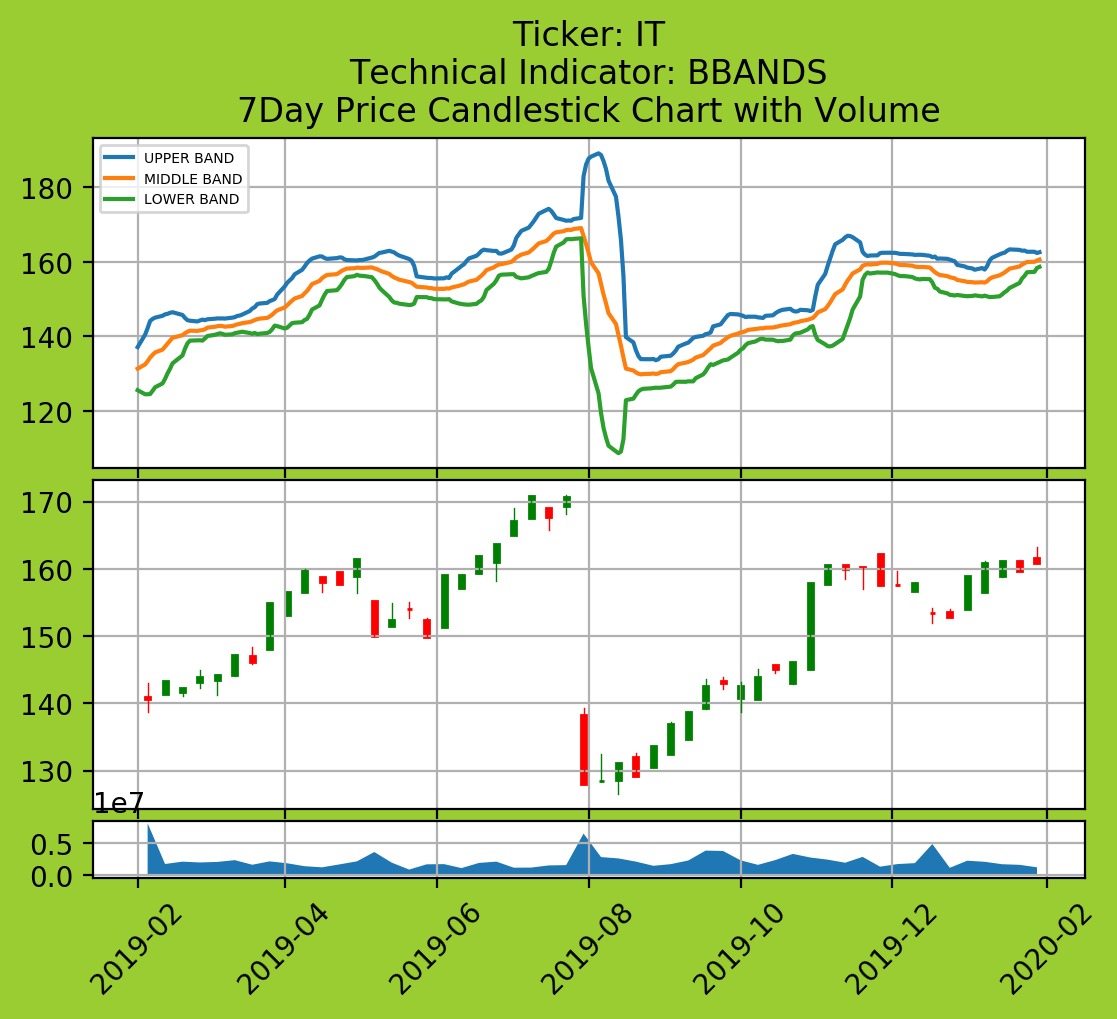 Ticker: IT
Technical Indicator: BBANDS
7Day Price Candlestick Chart with Volume
UPPER BAND
MIDDLE BAND
LOWER BAND
180
160
140
120
170
160
150
140
130
1e7
0.5
0.0
2019-02
2019-04
2019-06
2019-08
2019-10
2019-12
2020-02